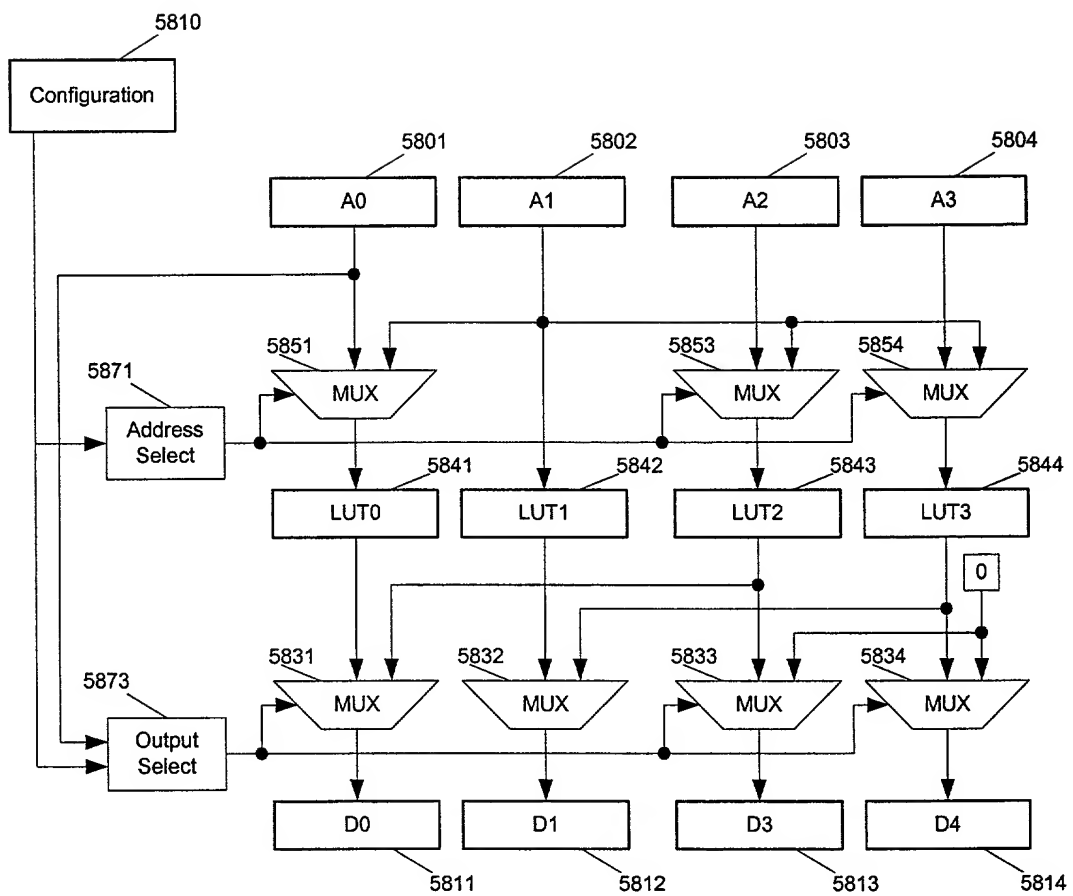 5810
Configuration
5801
5802
5803
5804
A0
A1
A2
A3
5851
5853
5854
MUX
MUX
MUX
5871
Address
Select
5841
5842
5843
5844
LUT0
LUT1
LUT2
LUT3
0
5831
5832
5833
5834
MUX
MUX
MUX
MUX
5873
Output
Select
D0
D1
D3
D4
5811
5812
5813
5814